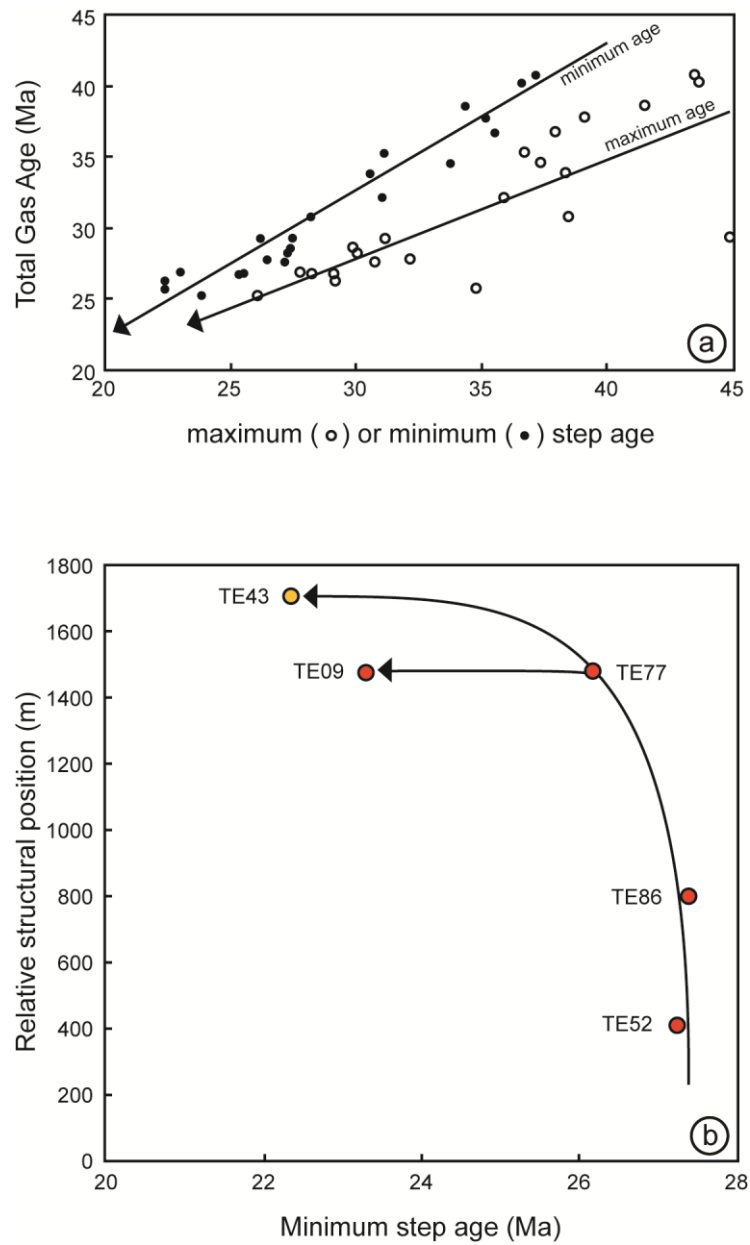 45
40
35
30
25
20
Total Gas Age (Ma)
minimum age
maximum age
a
20 25 30 35 40 45
maximum ( o ) or minimum ( • ) step age
1800
1600
1400
1200
1000
800
600
400
200
0
Relative structural position (m)
TE43
TE09
TE77
TE86
TE52
b
20 22 24 26 28
Minimum step age (Ma)